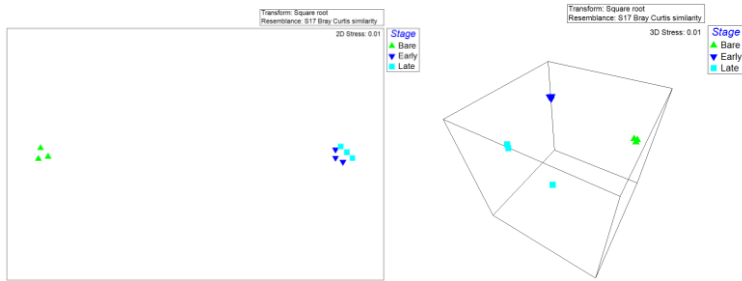 Transform: Square root
Resemblance: S17 Bray Curtis similarity
2D Stress: 0.01
Stage
Bare
Early
Late
Transform: Square root
Resemblance: S17 Bray Curtis similarity
3D Stress: 0.01
Stage
Bare
Early
Late